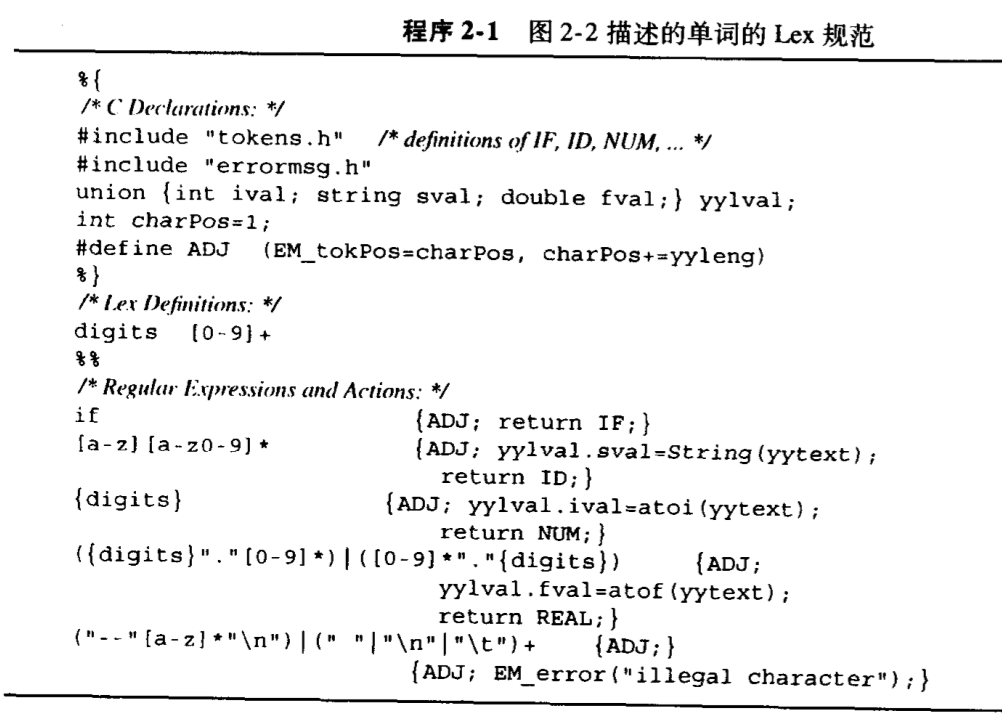 程序 2-1 图 2-2 描述的单词的 Lex 规范
%{
/* C Declarations: */
#include "tokens.h" /* definitions of IF, ID, NUM, ... */
#include "errormsg.h"
union {int ival; string sval; double fval;} yylval;
int charPos=1;
#define ADJ (EM_tokPos=charPos, charPos+=yyleng)
%}
/* Lex Definitions: */
digits [0-9]+
%%
/* Regular Expressions and Actions: */
if {ADJ; return IF;}
[a-z][a-z0-9]* {ADJ; yylval.sval=String(yytext);
return ID;}
{digits} {ADJ; yylval.ival=atoi(yytext);
return NUM;}
({digits}"."[0-9]*)|([0-9]*"."{digits}) {ADJ;
yylval.fval=atof(yytext);
return REAL;}
("--"[a-z]*"\n")|(" "|"\n"|"\t")+ {ADJ;}
{ADJ; EM_error("illegal character");}